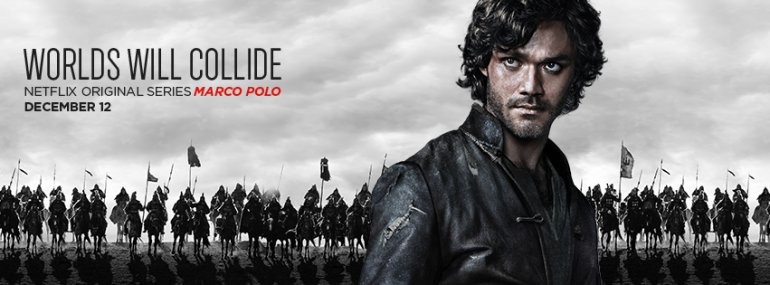 WORLDS WILL COLLIDE
NETFLIX ORIGINAL SERIES MARCO POLO
DECEMBER 12